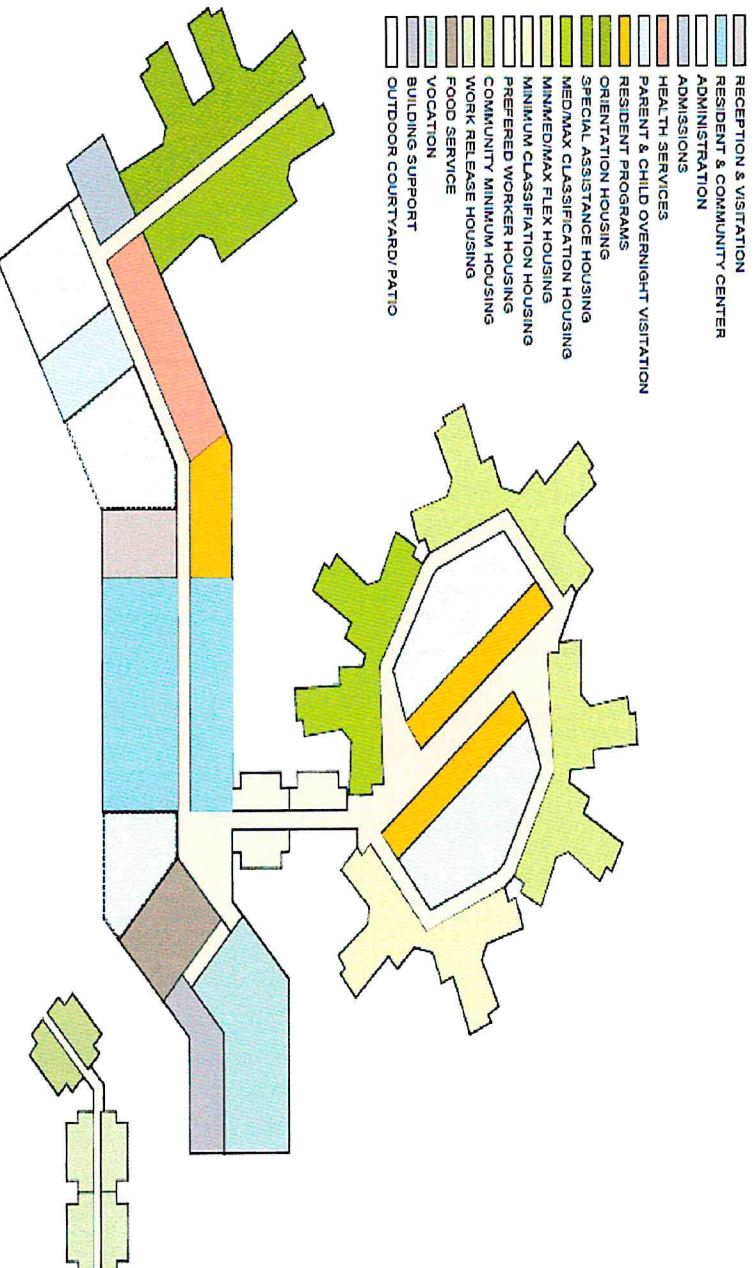 RECEPTION & VISITATION
RESIDENT & COMMUNITY CENTER
ADMINISTRATION
ADMISSIONS
HEALTH SERVICES
PARENT & CHILD OVERNIGHT VISITATION
RESIDENT PROGRAMS
ORIENTATION HOUSING
SPECIAL ASSISTANCE HOUSING
MED/MAX CLASSIFICATION HOUSING
MIN/MED/MAX FLEX HOUSING
MINIMUM CLASSIFIATION HOUSING
PREFERED WORKER HOUSING
COMMUNITY MINIMUM HOUSING
WORK RELEASE HOUSING
FOOD SERVICE
VOCATION
BUILDING SUPPORT
OUTDOOR COURTYARD/ PATIO